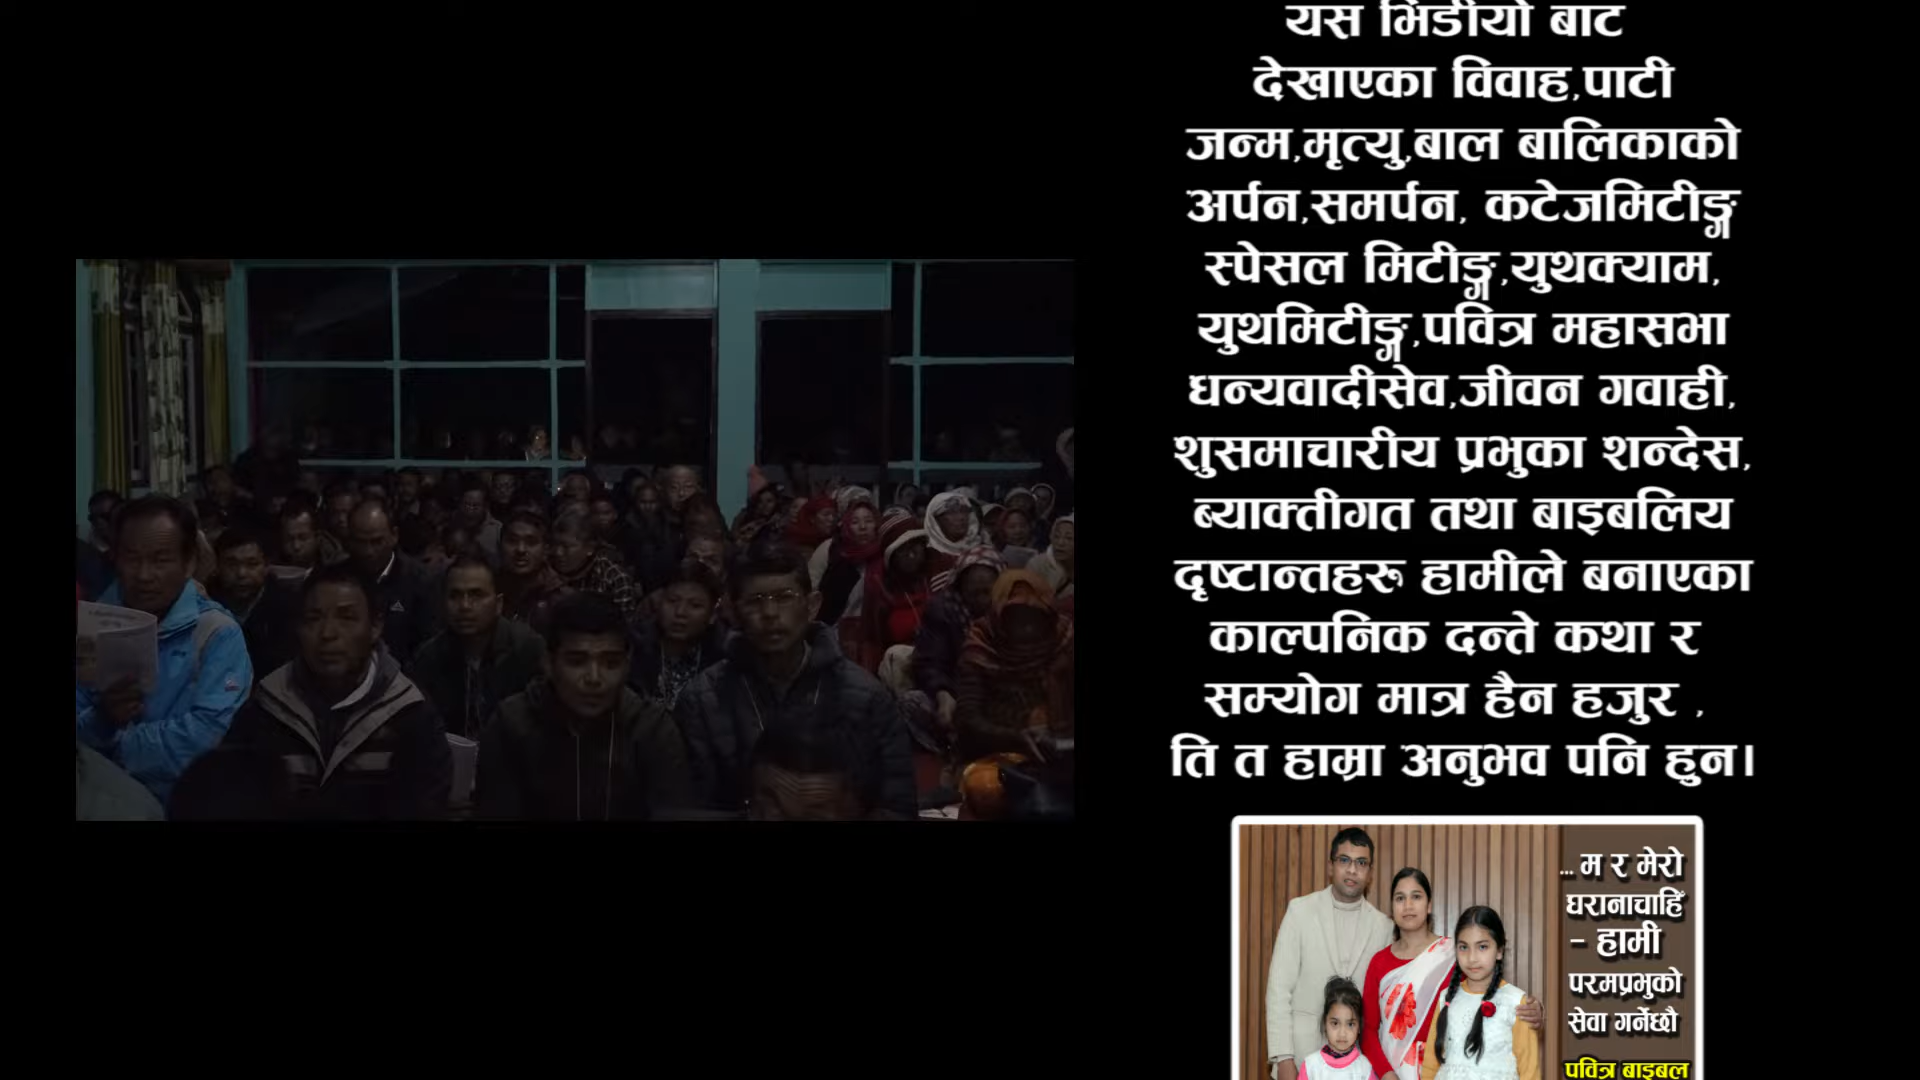 यस भिडीयो बाट
देखाएका विवाह,पाटी
जन्म,मृत्यु,बाल बालिकाको
अर्पन,समर्पन, कटेजमिटीङ्ग
स्पेसल मिटीङ्ग,युथक्याम,
युथमिटीङ्ग,पवित्र महासभा
धन्यवादीसेव,जीवन गवाही,
शुसमाचारीय प्रभुका शन्देस,
ब्याक्तीगत तथा बाइबलिय
दृष्टान्तहरू हामीले बनाएका
काल्पनिक दन्ते कथा र
सम्योग मात्र हैन हजुर ,
ति त हाम्रा अनुभव पनि हुन।
... म र मेरो
घरानाचाहिँ
- हामी
परमप्रभुको
सेवा गर्नेछौ
पवित्र बाइबल